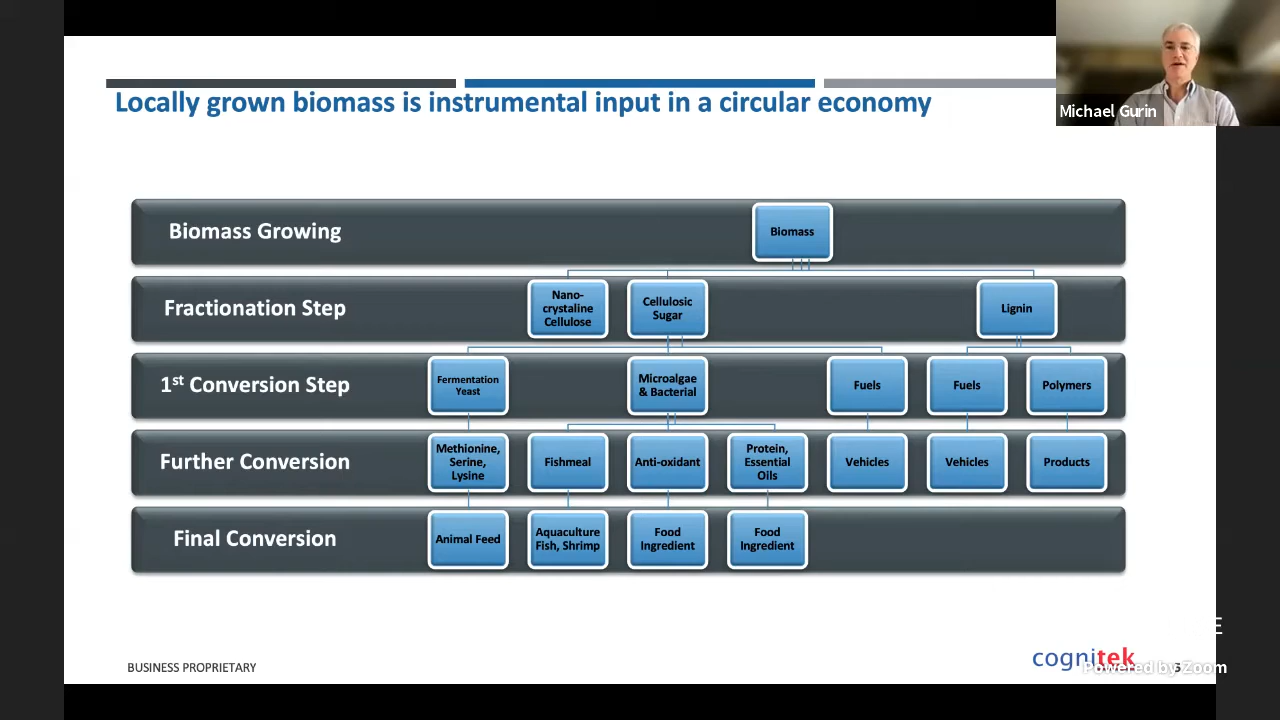 Locally grown biomass is instrumental input in a circular economy
Michael Gurin
Biomass Growing
Biomass
Fractionation Step
Nano-
crystaline
Cellulose
Cellulosic
Sugar
Lignin
1st Conversion Step
Fermentation
Yeast
Microalgae
& Bacterial
Fuels
Fuels
Polymers
Further Conversion
Methionine,
Serine,
Lysine
Fishmeal
Anti-oxidant
Protein,
Essential
Oils
Vehicles
Vehicles
Products
Final Conversion
Animal Feed
Aquaculture
Fish, Shrimp
Food
Ingredient
Food
Ingredient
BUSINESS PROPRIETARY
cognitek
Powered by Zoom